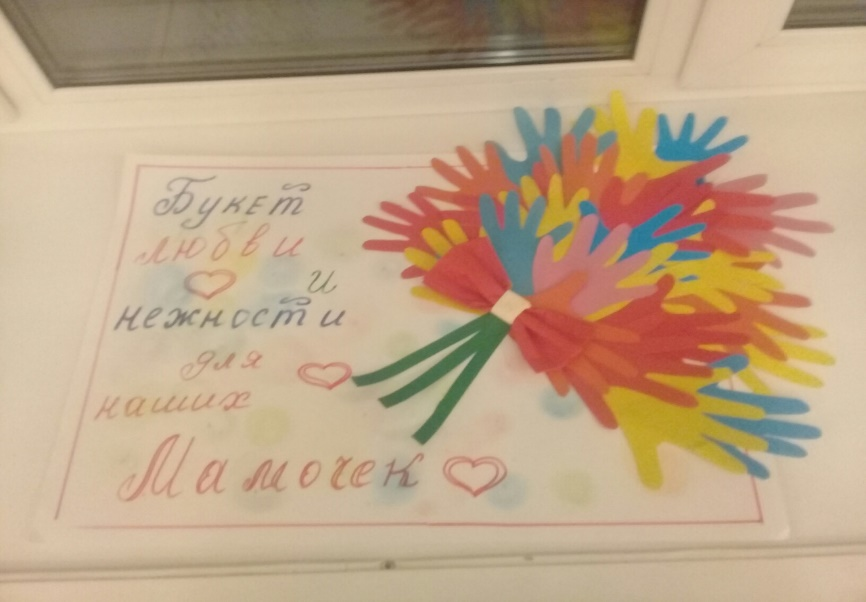 Букет
любви
и
нежности
для
наших
Мамочек